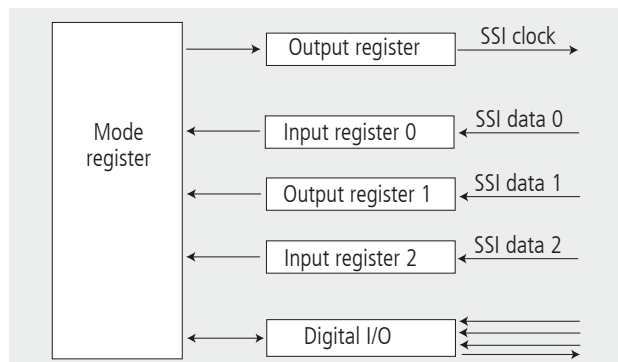 Mode
register
Output register
SSI clock
Input register 0
SSI data 0
Output register 1
SSI data 1
Input register 2
SSI data 2
Digital I/O